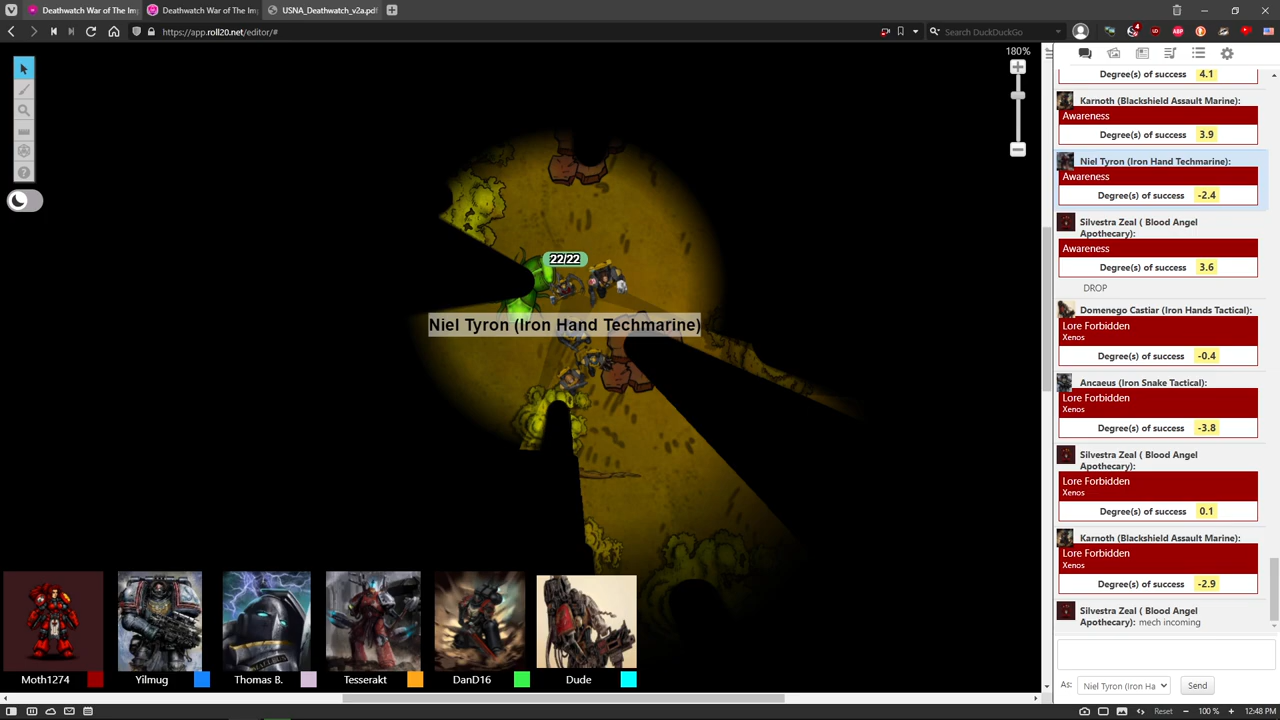 Deathwatch War of The Im
Deathwatch War of The Im
USNA_Deathwatch_v2a.pdf
https://app.roll20.net/editor/#
Search DuckDuckGo
4
180%
Degree(s) of success 4.1
Karnoth (Blackshield Assault Marine):
Awareness
Degree(s) of success 3.9
Niel Tyron (Iron Hand Techmarine):
Awareness
Degree(s) of success -2.4
Silvestra Zeal ( Blood Angel
Apothecary):
Awareness
Degree(s) of success 3.6
DROP
Domenego Castiar (Iron Hands Tactical):
Lore Forbidden
Xenos
Degree(s) of success -0.4
Ancaeus (Iron Snake Tactical):
Lore Forbidden
Xenos
Degree(s) of success -3.8
Silvestra Zeal ( Blood Angel
Apothecary):
Lore Forbidden
Xenos
Degree(s) of success 0.1
Karnoth (Blackshield Assault Marine):
Lore Forbidden
Xenos
Degree(s) of success -2.9
Silvestra Zeal ( Blood Angel
Apothecary): mech incoming
22/22
Niel Tyron (Iron Hand Techmarine)
Moth1274
Yilmug
Thomas B.
Tesserakt
DanD16
Dude
As: Niel Tyron (Iron Ha
Send
Reset
100 %
12:48 PM